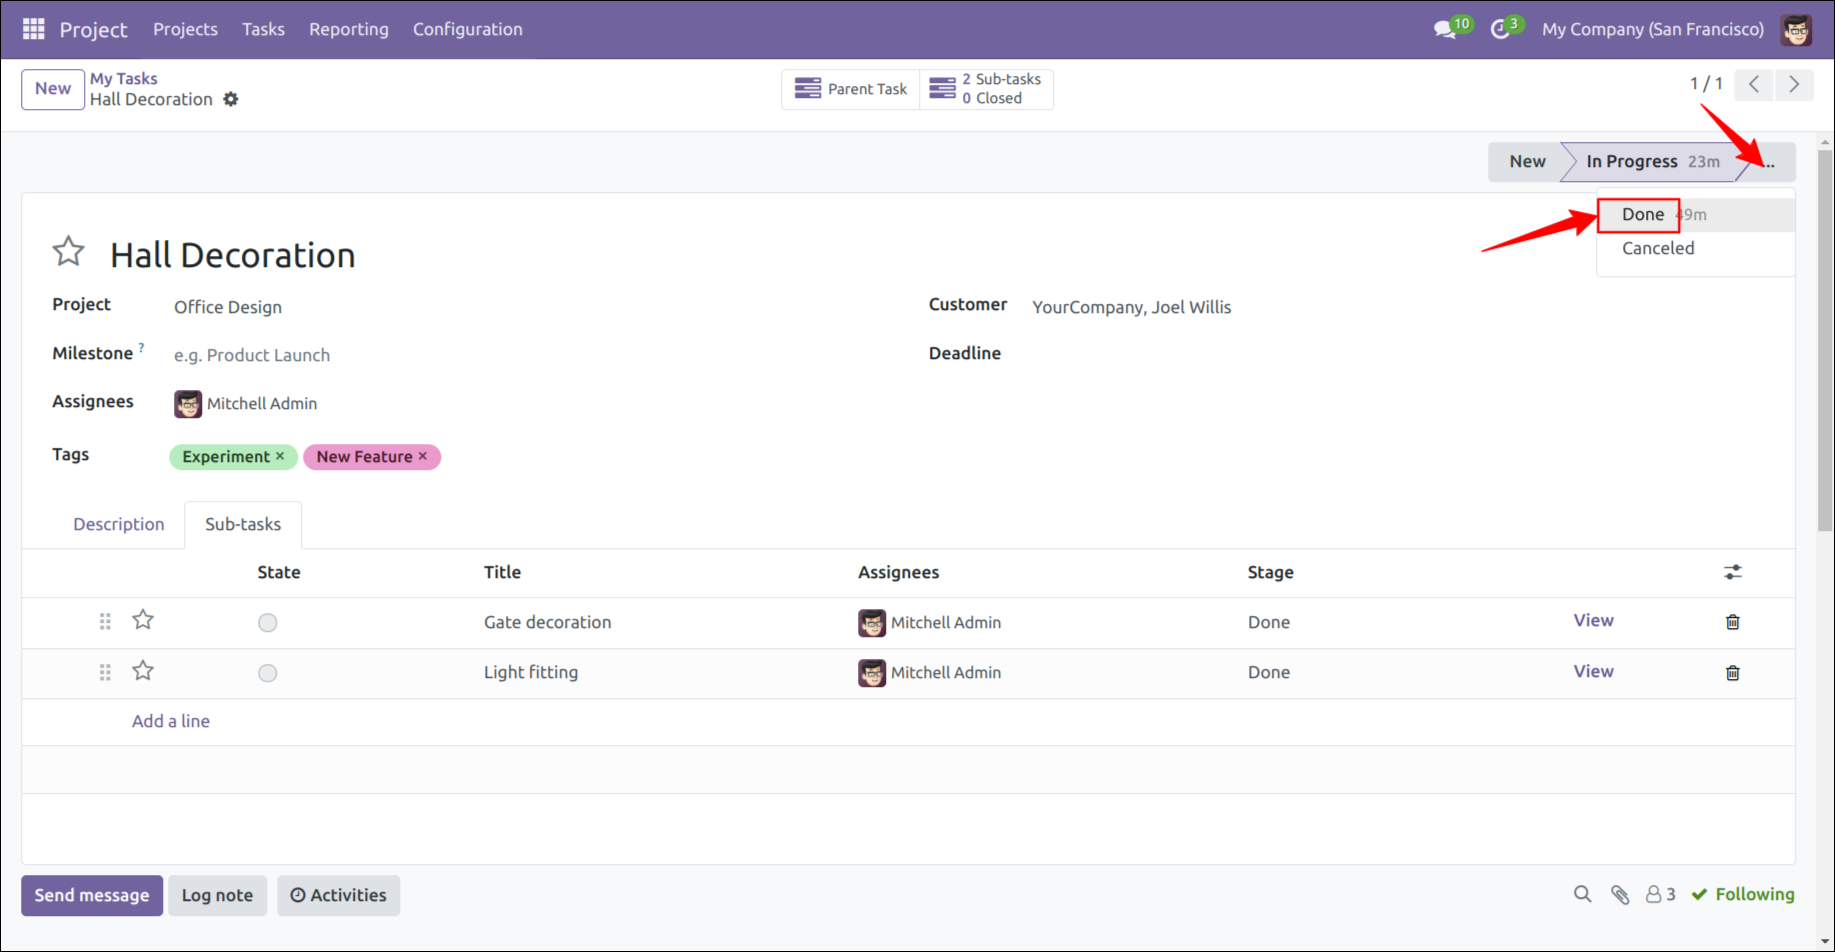 Project Projects Tasks Reporting Configuration 10 3 My Company (San Francisco)
New My Tasks
Hall Decoration
Parent Task
2 Sub-tasks
0 Closed
1 / 1
New In Progress 23m ...
Done 49m
Canceled
Hall Decoration
Project Office Design
Customer YourCompany, Joel Willis
Milestone ? e.g. Product Launch
Deadline
Assignees Mitchell Admin
Tags Experiment × New Feature ×
Description Sub-tasks
State Title Assignees Stage
Gate decoration Mitchell Admin Done View
Light fitting Mitchell Admin Done View
Add a line
Send message Log note Activities 3 Following